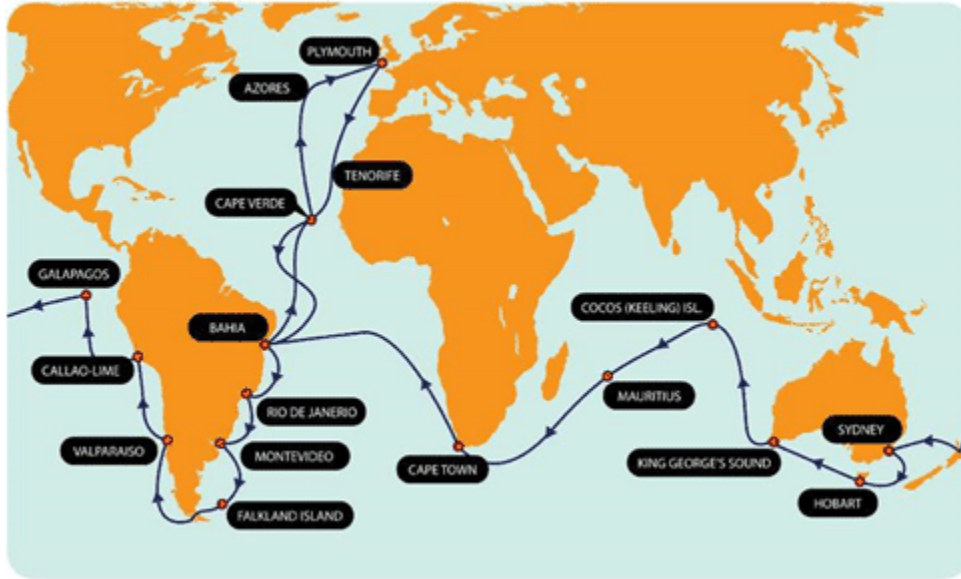 PLYMOUTH
AZORES
TENORIFE
CAPE VERDE
GALAPAGOS
COCOS (KEELING) ISL.
BAHIA
CALLAO-LIME
MAURITIUS
RIO DE JANERIO
SYDNEY
VALPARAISO
MONTEVIDEO
CAPE TOWN
KING GEORGE'S SOUND
HOBART
FALKLAND ISLAND